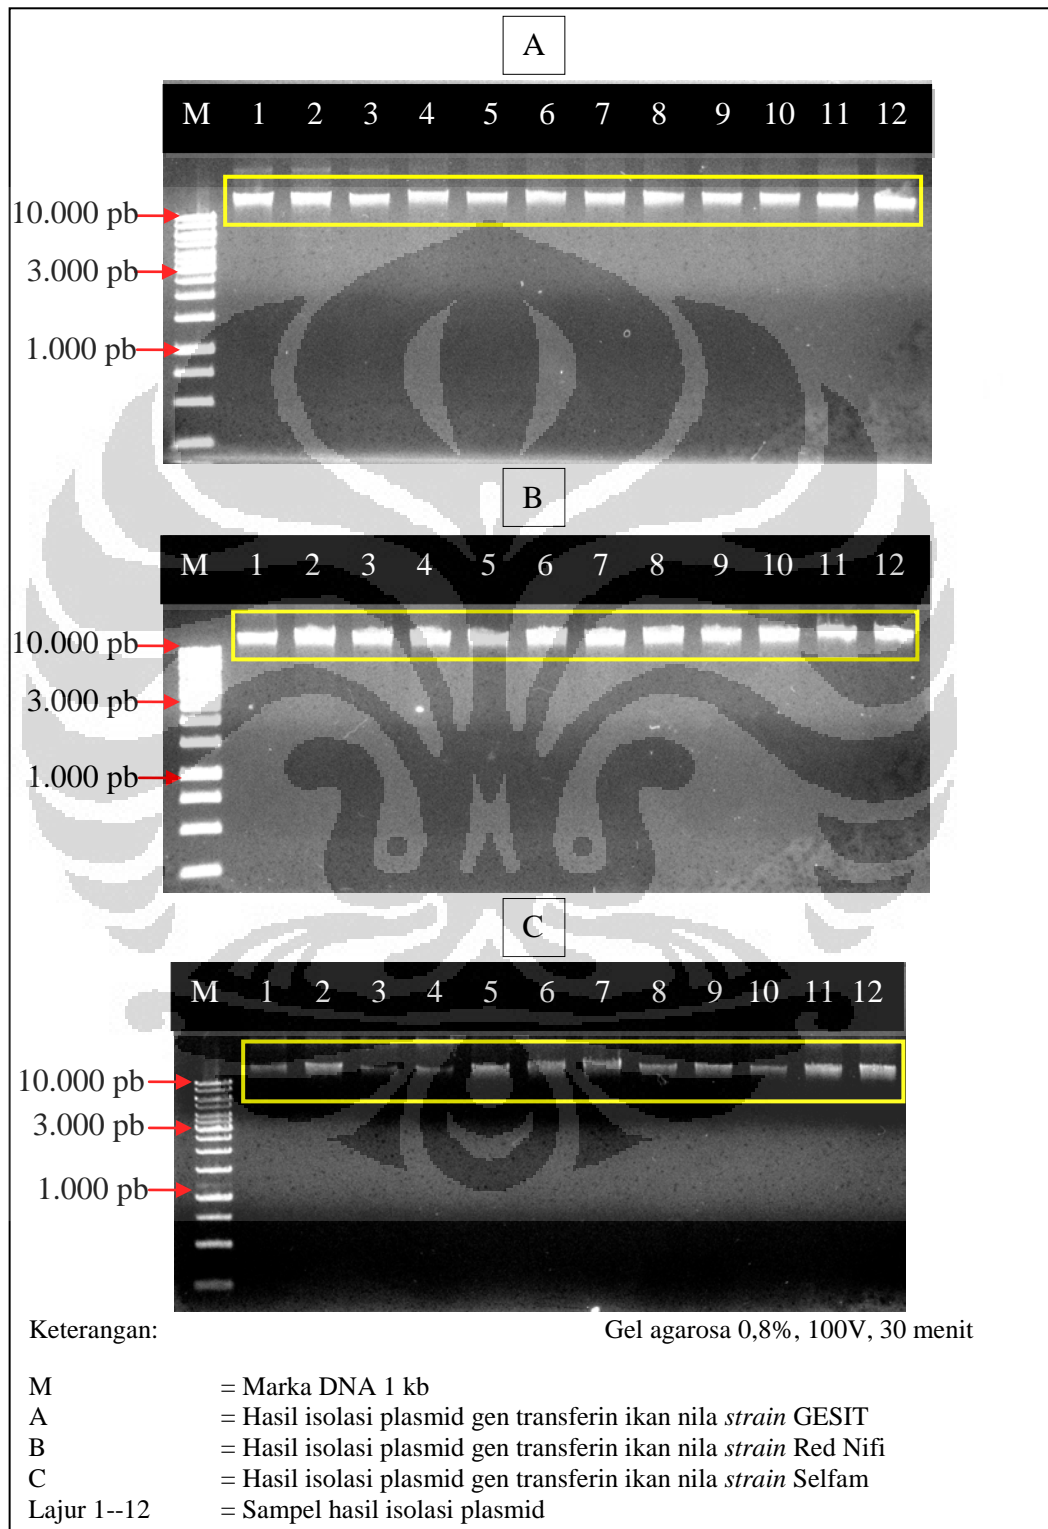 A
M 1 2 3 4 5 6 7 8 9 10 11 12
10.000 pb
3.000 pb
1.000 pb
B
M 1 2 3 4 5 6 7 8 9 10 11 12
10.000 pb
3.000 pb
1.000 pb
C
M 1 2 3 4 5 6 7 8 9 10 11 12
10.000 pb
3.000 pb
1.000 pb
Keterangan: Gel agarosa 0,8%, 100V, 30 menit
M = Marka DNA 1 kb
A = Hasil isolasi plasmid gen transferin ikan nila strain GESIT
B = Hasil isolasi plasmid gen transferin ikan nila strain Red Nifi
C = Hasil isolasi plasmid gen transferin ikan nila strain Selfam
Lajur 1--12 = Sampel hasil isolasi plasmid